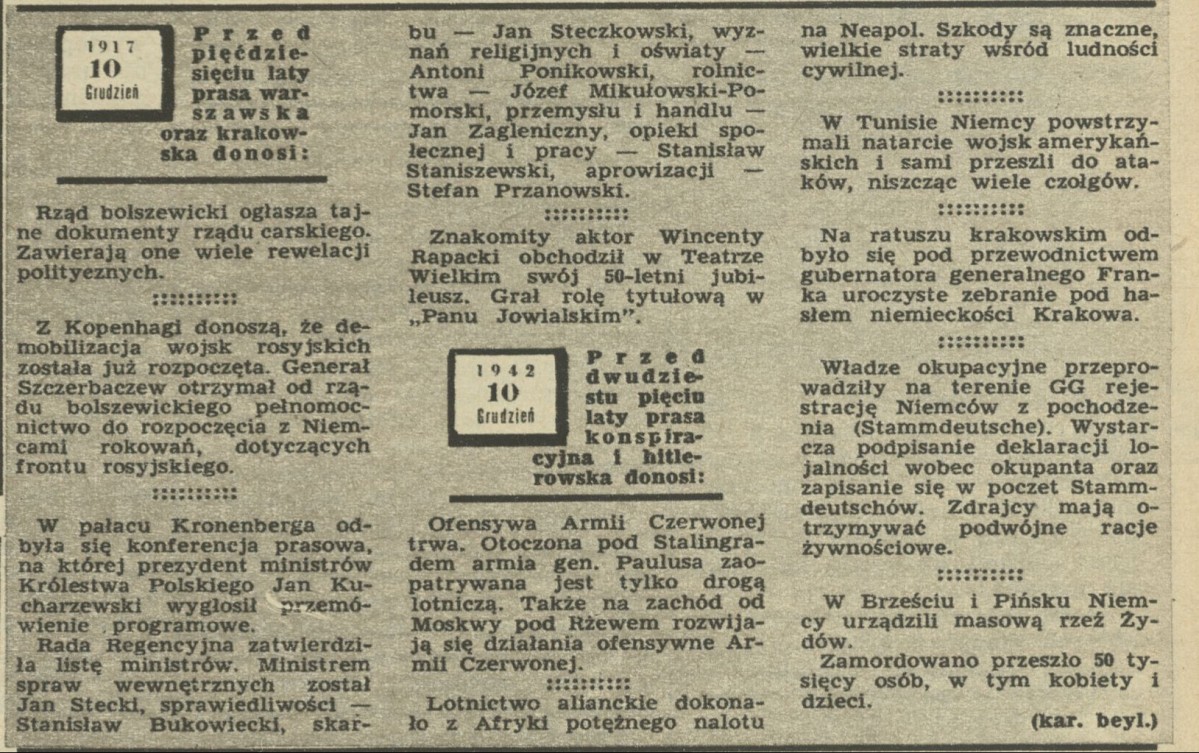 1917
10
Grudzień
Przed
pięćdzie-
sięciu laty
prasa war-
szawska
oraz krakow-
ska donosi:
Rząd bolszewicki ogłasza taj-
ne dokumenty rządu carskiego.
Zawierają one wiele rewelacji
polityeznych.
Z Kopenhagi donoszą, że de-
mobilizacja wojsk rosyjskich
została już rozpoczęta. Generał
Szczerbaczew otrzymał od rzą-
du bolszewickiego pełnomoc-
nictwo do rozpoczęcia z Niem-
cami rokowań, dotyczących
frontu rosyjskiego.
W pałacu Kronenberga od-
była się konferencja prasowa,
na której prezydent ministrów
Królestwa Polskiego Jan Ku-
charzewski wygłosił przemó-
wienie programowe.
Rada Regencyjna zatwierdzi-
ła listę ministrów. Ministrem
spraw wewnętrznych został
Jan Stecki, sprawiedliwości —
Stanisław Bukowiecki, skar-
bu — Jan Steczkowski, wyz-
nań religijnych i oświaty —
Antoni Ponikowski, rolnic-
twa — Józef Mikułowski-Po-
morski, przemysłu i handlu —
Jan Zagleniczny, opieki spo-
łecznej i pracy — Stanisław
Staniszewski, aprowizacji —
Stefan Przanowski.
Znakomity aktor Wincenty
Rapacki obchodził w Teatrze
Wielkim swój 50-letni jubi-
leusz. Grał rolę tytułową w
„Panu Jowialskim".
1942
10
Grudzień
Przed
dwudzie-
stu pięciu
laty prasa
konspira-
cyjna i hitle-
rowska donosi:
Ofensywa Armii Czerwonej
trwa. Otoczona pod Stalingra-
dem armia gen. Paulusa zao-
patrywana jest tylko drogą
lotniczą. Także na zachód od
Moskwy pod Rżewem rozwija-
ją się działania ofensywne Ar-
mii Czerwonej.
Lotnictwo alianckie dokona-
ło z Afryki potężnego nalotu
na Neapol. Szkody są znaczne,
wielkie straty wśród ludności
cywilnej.
W Tunisie Niemcy powstrzy-
mali natarcie wojsk amerykań-
skich i sami przeszli do ata-
ków, niszcząc wiele czołgów.
Na ratuszu krakowskim od-
było się pod przewodnictwem
gubernatora generalnego Fran-
ka uroczyste zebranie pod ha-
słem niemieckości Krakowa.
Władze okupacyjne przepro-
wadziły na terenie GG reje-
strację Niemców z pochodze-
nia (Stammdeutsche). Wystar-
cza podpisanie deklaracji lo-
jalności wobec okupanta oraz
zapisanie się w poczet Stamm-
deutschów. Zdrajcy mają o-
trzymywać podwójne racje
żywnościowe.
W Brześciu i Pińsku Niem-
cy urządzili masową rzeź Ży-
dów.
Zamordowano przeszło 50 ty-
sięcy osób, w tym kobiety i
dzieci.
(kar. beyl.)